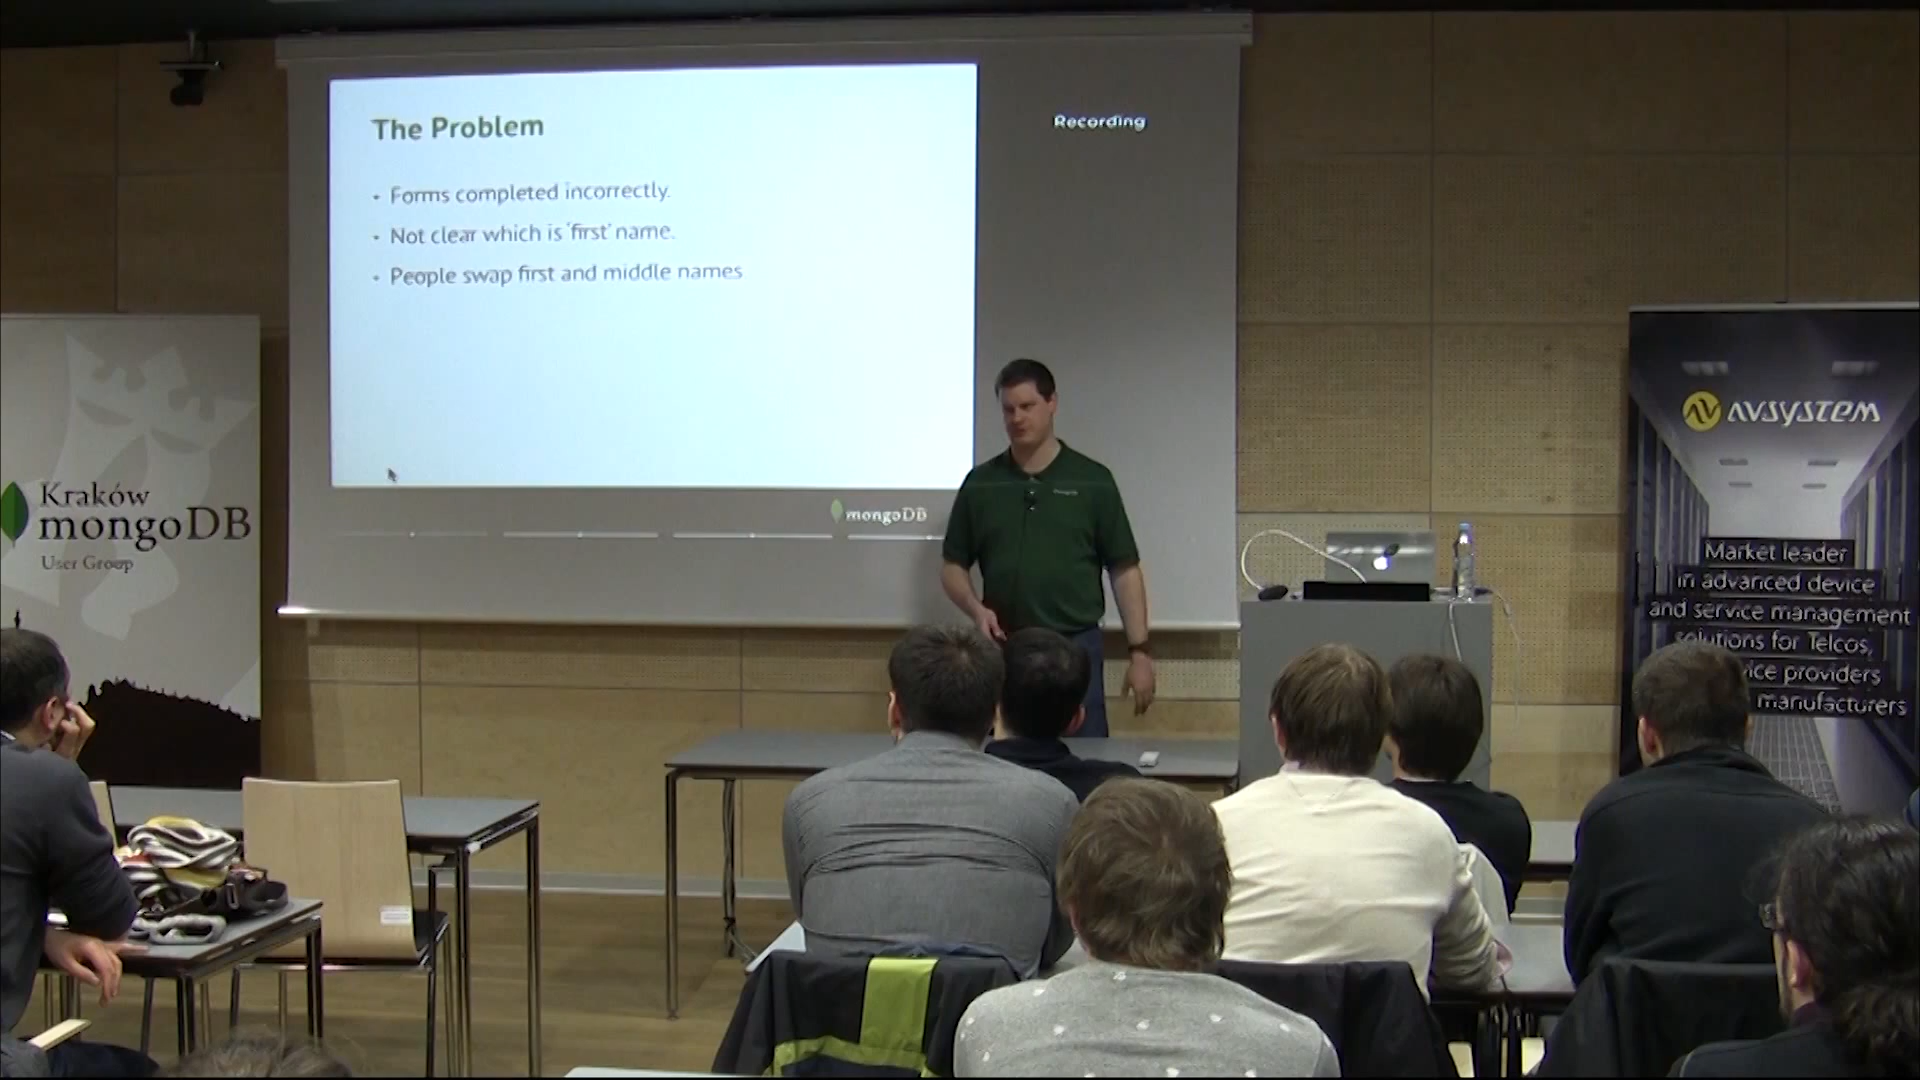 The Problem
• Forms completed incorrectly.
• Not clear which is 'first' name.
• People swap first and middle names
Recording
mongoDB
Kraków
mongoDB
User Group
AVSYSTEM
Market leader
in advanced device
and service management
solutions for Telcos,
providers
manufacturers